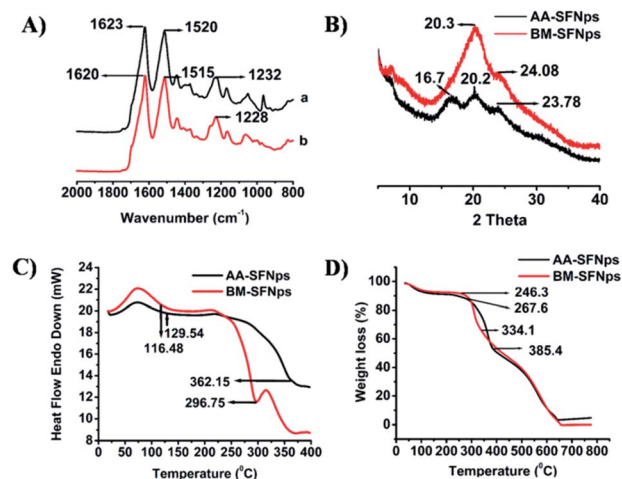 A)
1623
1520
1620
1515
1232
1228
a
b
2000 1800 1600 1400 1200 1000 800
Wavenumber (cm⁻¹)
B)
AA-SFNps
BM-SFNps
20.3
24.08
16.7
20.2
23.78
10 20 30 40
2 Theta
C)
Heat Flow Endo Down (mW)
24
22
20
18
16
14
12
10
8
AA-SFNps
BM-SFNps
129.54
116.48
362.15
296.75
0 50 100 150 200 250 300 350 400
Temperature (⁰C)
D)
Weight loss (%)
100
80
60
40
20
0
AA-SFNps
BM-SFNps
246.3
267.6
334.1
385.4
0 200 400 600 800
Temperature (⁰C)